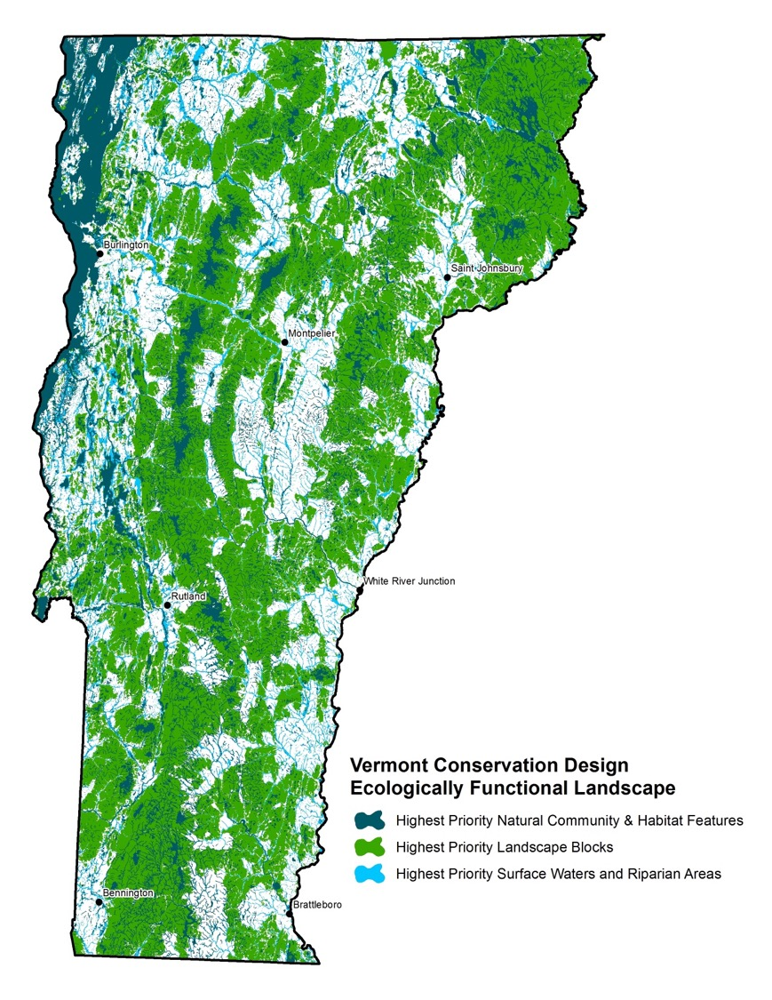 Burlington
Saint Johnsbury
Montpelier
White River Junction
Rutland
Vermont Conservation Design
Ecologically Functional Landscape
Highest Priority Natural Community & Habitat Features
Highest Priority Landscape Blocks
Highest Priority Surface Waters and Riparian Areas
Bennington
Brattleboro